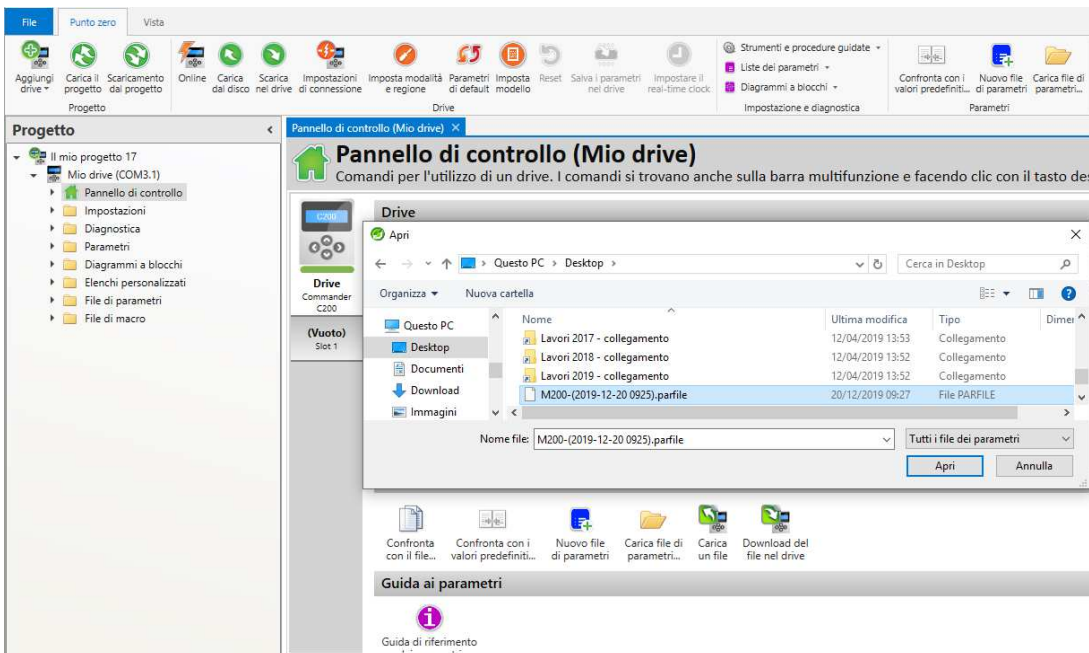 File Punto zero Vista
Aggiungi drive Carica il progetto Scaricamento dal progetto Online Carica dal disco Scarica nel drive Impostazioni di connessione Imposta modalità e regione Parametri di default Imposta modello Reset Salva i parametri nel drive Impostare il real-time clock
Strumenti e procedure guidate
Liste dei parametri
Diagrammi a blocchi
Confronta con i valori predefiniti... Nuovo file di parametri Carica file di parametri...
Progetto Drive Impostazione e diagnostica Parametri
Progetto
Il mio progetto 17
Mio drive (COM3.1)
Pannello di controllo
Impostazioni
Diagnostica
Parametri
Diagrammi a blocchi
Elenchi personalizzati
File di parametri
File di macro
Pannello di controllo (Mio drive)
Pannello di controllo (Mio drive)
Comandi per l'utilizzo di un drive. I comandi si trovano anche sulla barra multifunzione e facendo clic con il tasto des
C200
Drive
Commander
C200
(Vuoto)
Slot 1
Drive
Apri
Questo PC > Desktop >
Cerca in Desktop
Organizza Nuova cartella
Questo PC
Desktop
Documenti
Download
Immagini
Nome Ultima modifica Tipo Dimer
Lavori 2017 - collegamento 12/04/2019 13:53 Collegamento
Lavori 2018 - collegamento 12/04/2019 13:52 Collegamento
Lavori 2019 - collegamento 12/04/2019 13:52 Collegamento
M200-(2019-12-20 0925).parfile 20/12/2019 09:27 File PARFILE
Nome file: M200-(2019-12-20 0925).parfile Tutti i file dei parametri
Apri Annulla
Confronta con il file... Confronta con i valori predefiniti... Nuovo file di parametri Carica file di parametri... Carica un file Download del file nel drive
Guida ai parametri
Guida di riferimento